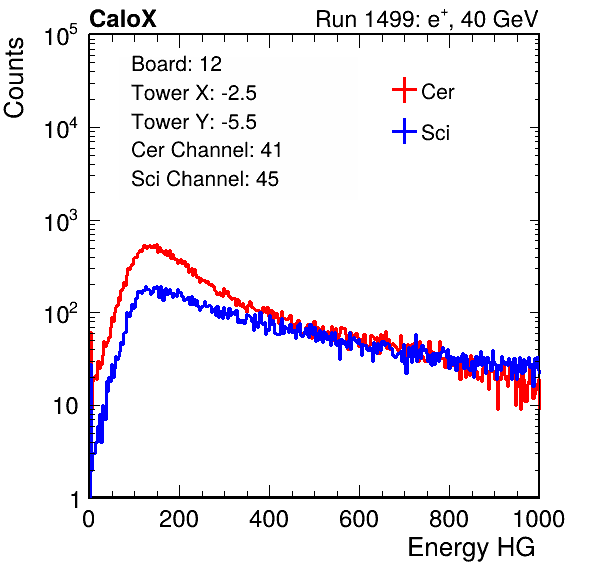 CaloX Run 1499: e⁺, 40 GeV
Board: 12
Tower X: -2.5
Tower Y: -5.5
Cer Channel: 41
Sci Channel: 45
Cer
Sci
Counts
10⁵
10⁴
10³
10²
10
1
0 200 400 600 800 1000
Energy HG